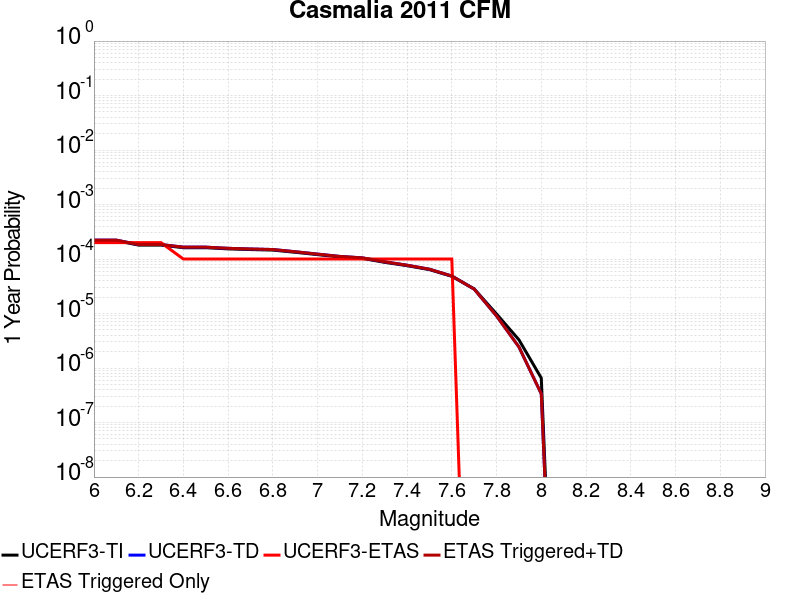 Casmalia 2011 CFM
10^0
10^-1
10^-2
10^-3
10^-4
10^-5
10^-6
10^-7
10^-8
1 Year Probability
6 6.2 6.4 6.6 6.8 7 7.2 7.4 7.6 7.8 8 8.2 8.4 8.6 8.8 9
Magnitude
UCERF3-TI UCERF3-TD UCERF3-ETAS ETAS Triggered+TD
ETAS Triggered Only